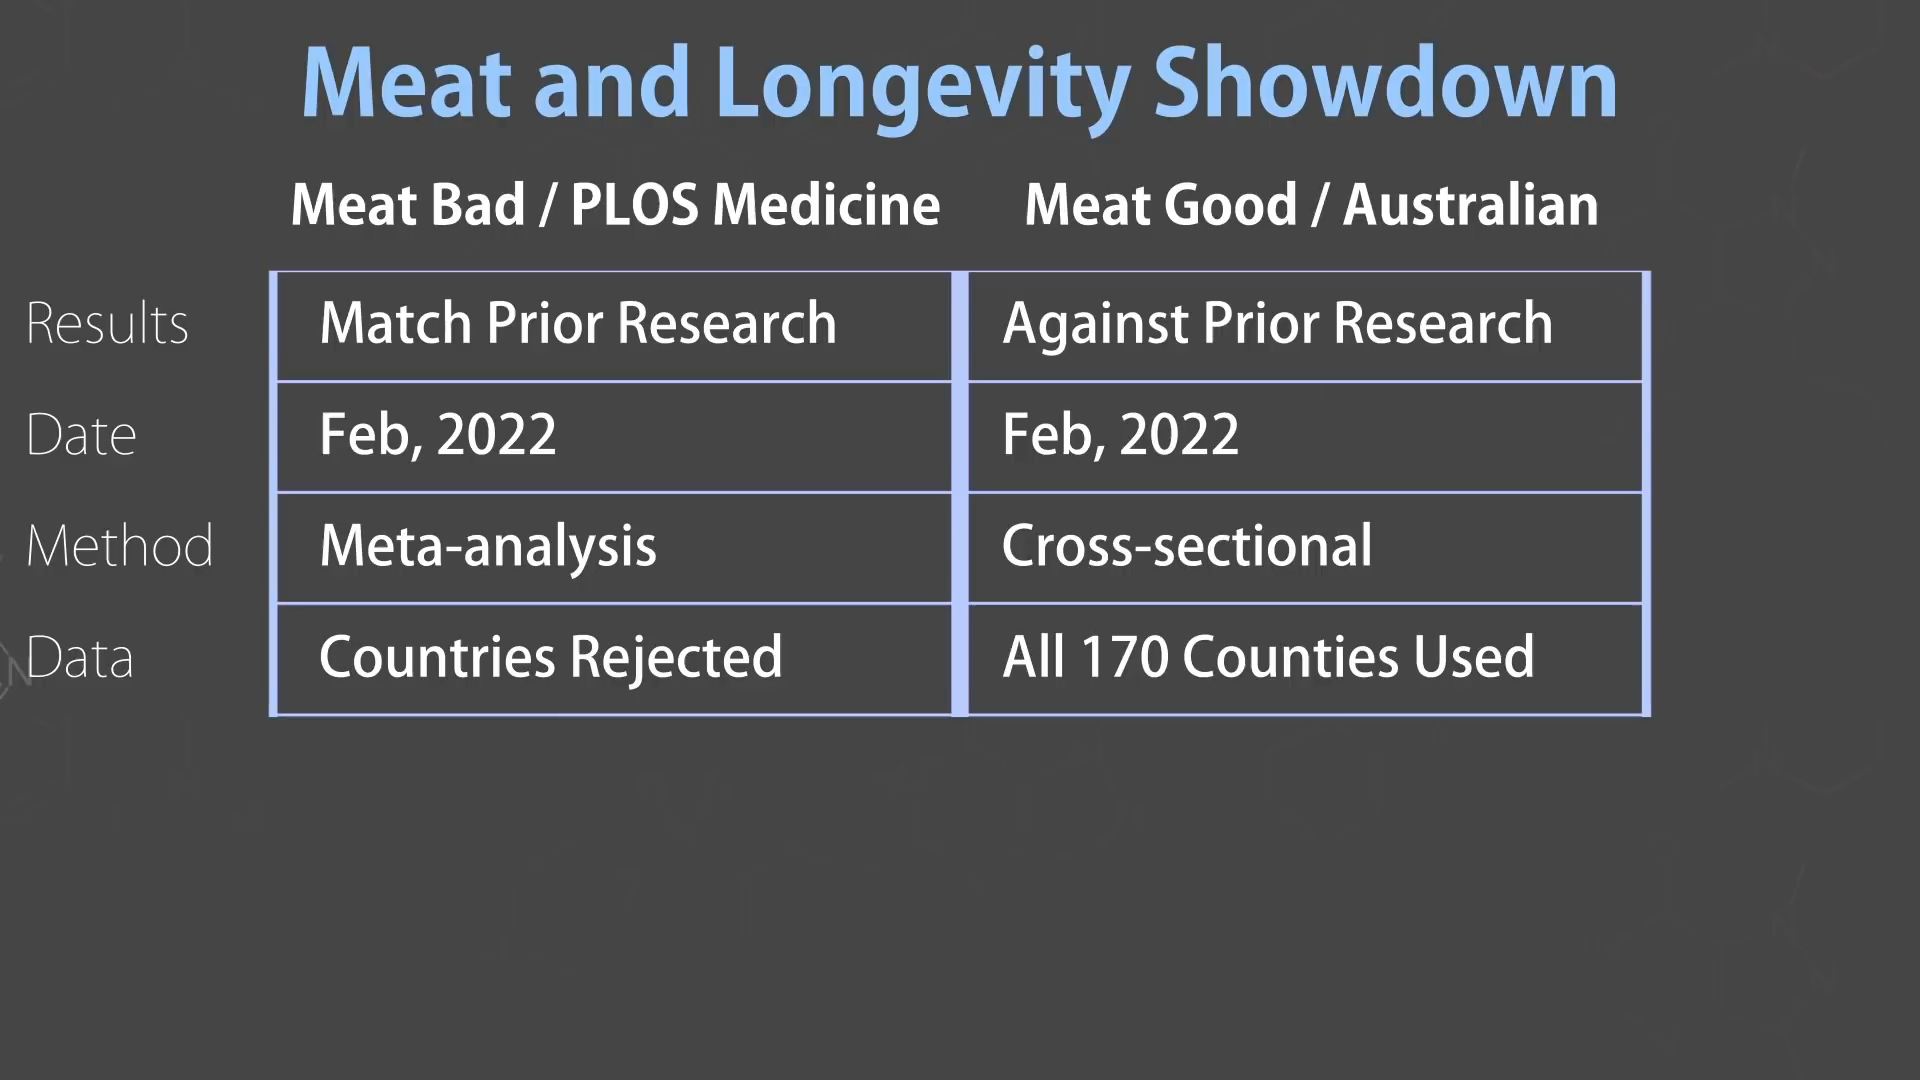 Meat and Longevity Showdown
Meat Bad / PLOS Medicine Meat Good / Australian
Results Match Prior Research Against Prior Research
Date Feb, 2022 Feb, 2022
Method Meta-analysis Cross-sectional
Data Countries Rejected All 170 Counties Used